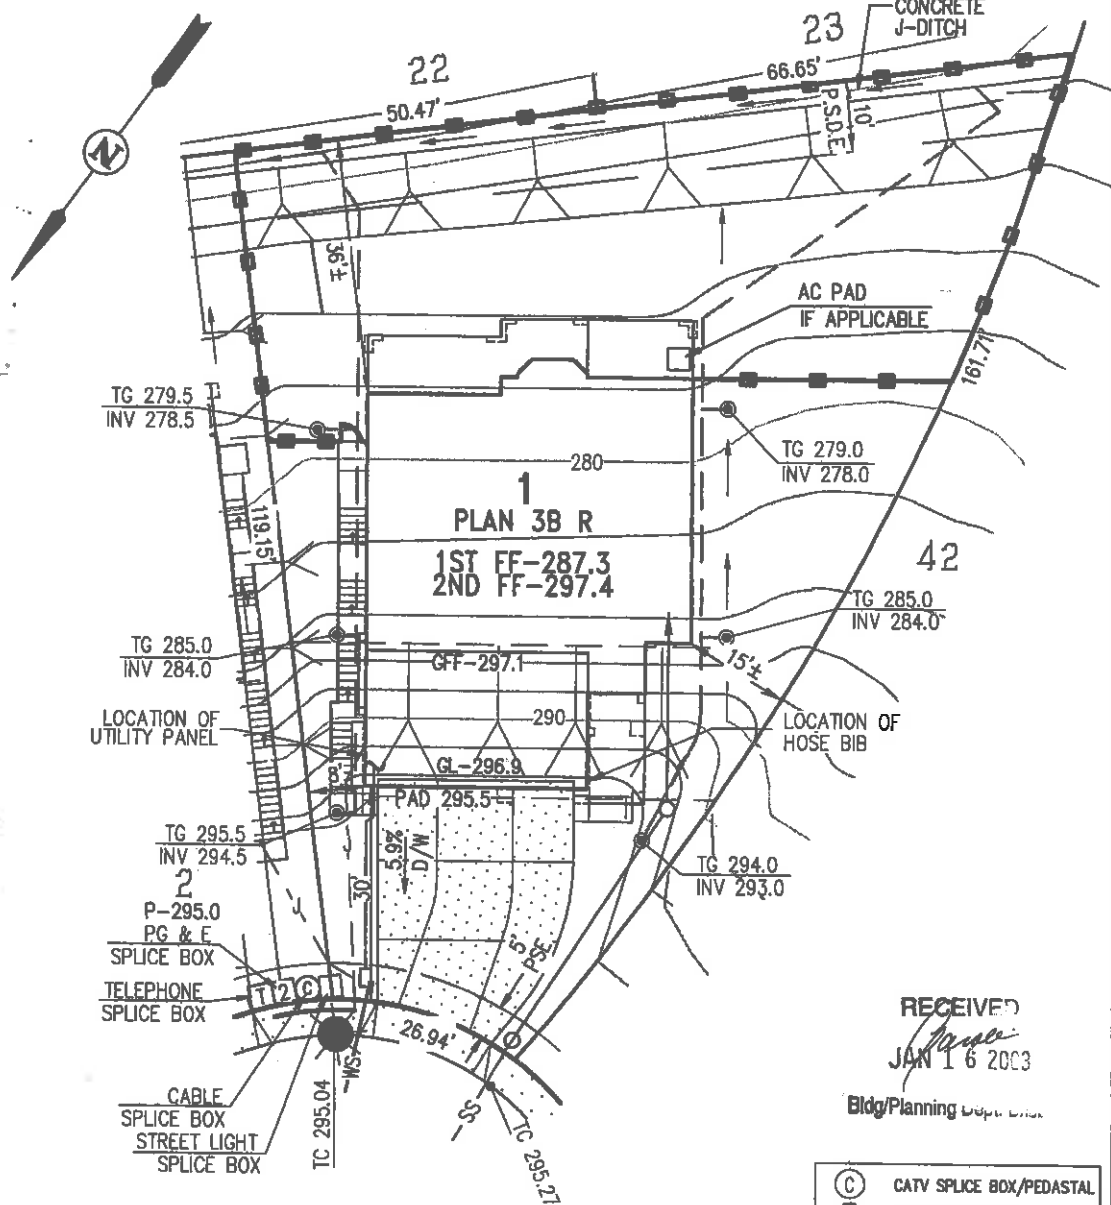 CONCRETE
J-DITCH
23
22
66.65'
50.47'
P.S.D.E
10'
N
36'±
AC PAD
IF APPLICABLE
161.71'
TG 279.5
INV 278.5
TG 279.0
INV 278.0
280
1
PLAN 3B R
1ST FF-287.3
2ND FF-297.4
119.15'
42
TG 285.0
INV 284.0
TG 285.0
INV 284.0
GFF-297.1
15'±
LOCATION OF
UTILITY PANEL
290
LOCATION OF
HOSE BIB
GL-296.9
8'
PAD 295.5
TG 295.5
INV 294.5
5.9%
D/W
30'
TG 294.0
INV 293.0
2
P-295.0
PG & E
SPLICE BOX
5'
PSE
TELEPHONE
SPLICE BOX
T
2
C
26.94'
RECEIVED
JAN 16 2003
Bldg/Planning
WS
SS
CABLE
SPLICE BOX
STREET LIGHT
SPLICE BOX
TC 295.04
TC 295.27
C CATV SPLICE BOX/PEDASTAL